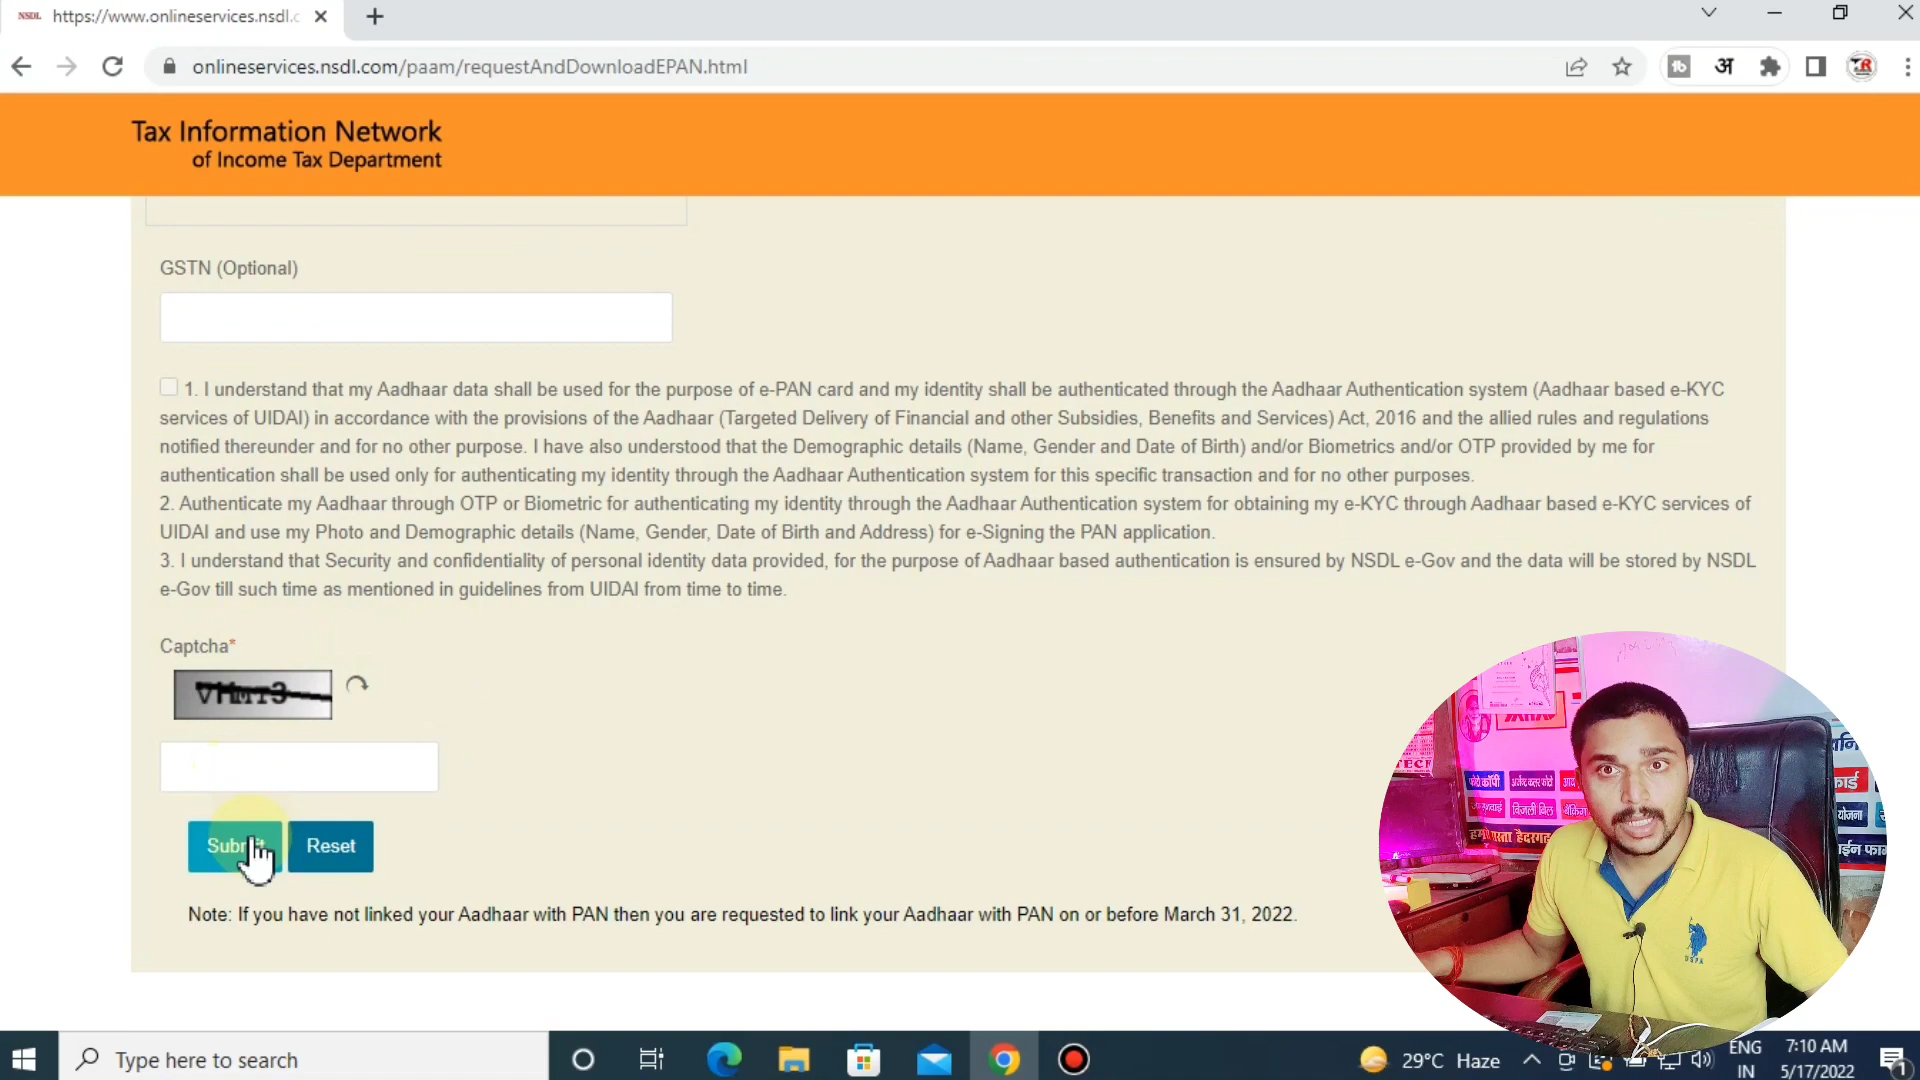 NSDL https://www.onlineservices.nsdl.c
onlineservices.nsdl.com/paam/requestAndDownloadEPAN.html
Tax Information Network
of Income Tax Department
GSTN (Optional)
1. I understand that my Aadhaar data shall be used for the purpose of e-PAN card and my identity shall be authenticated through the Aadhaar Authentication system (Aadhaar based e-KYC
services of UIDAI) in accordance with the provisions of the Aadhaar (Targeted Delivery of Financial and other Subsidies, Benefits and Services) Act, 2016 and the allied rules and regulations
notified thereunder and for no other purpose. I have also understood that the Demographic details (Name, Gender and Date of Birth) and/or Biometrics and/or OTP provided by me for
authentication shall be used only for authenticating my identity through the Aadhaar Authentication system for this specific transaction and for no other purposes.
2. Authenticate my Aadhaar through OTP or Biometric for authenticating my identity through the Aadhaar Authentication system for obtaining my e-KYC through Aadhaar based e-KYC services of
UIDAI and use my Photo and Demographic details (Name, Gender, Date of Birth and Address) for e-Signing the PAN application.
3. I understand that Security and confidentiality of personal identity data provided, for the purpose of Aadhaar based authentication is ensured by NSDL e-Gov and the data will be stored by NSDL
e-Gov till such time as mentioned in guidelines from UIDAI from time to time.
Captcha*
VHmr3
Submit Reset
Note: If you have not linked your Aadhaar with PAN then you are requested to link your Aadhaar with PAN on or before March 31, 2022.
फोटो कॉपी
बिजली बिल
योजना
USPA
Type here to search
29°C Haze
ENG
IN
7:10 AM
5/17/2022
1